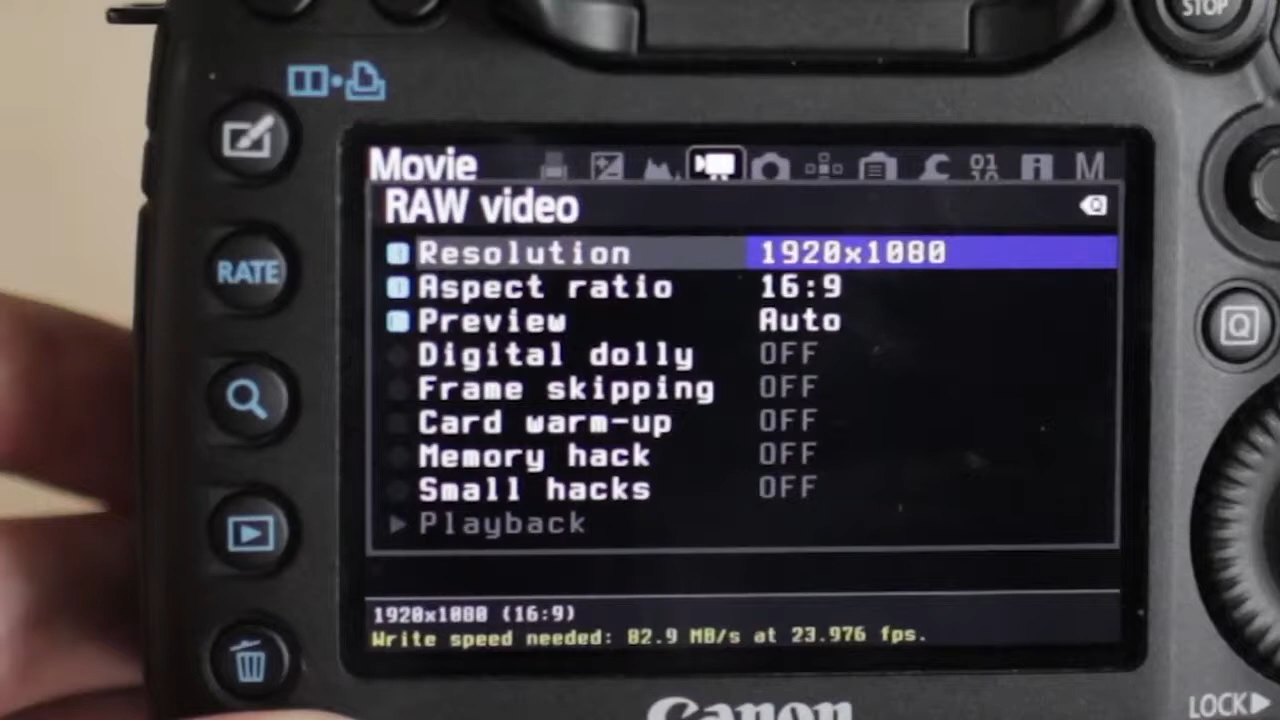 STOP
Movie
01
10
M
RAW video
Q
Resolution 1920x1080
Aspect ratio 16:9
RATE
Preview Auto
Q
Digital dolly OFF
Frame skipping OFF
Card warm-up OFF
Memory hack OFF
Small hacks OFF
Playback
1920x1080 (16:9)
Write speed needed: 82.9 MB/s at 23.976 fps.
Canon
LOCK